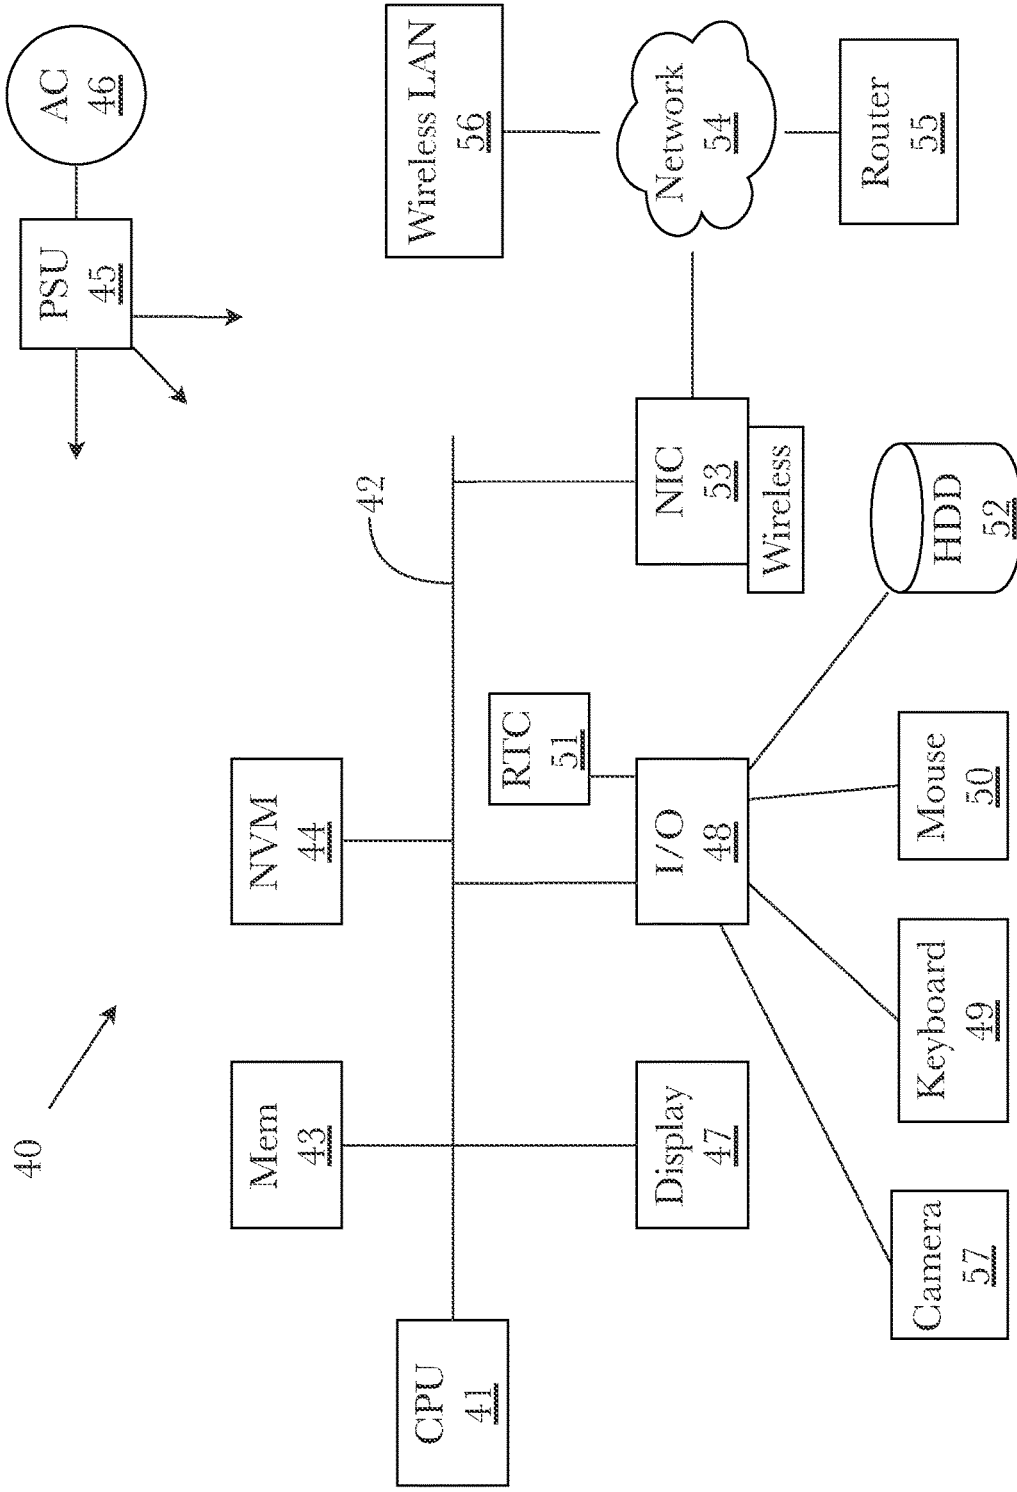 40
AC
46
PSU
45
Mem
43
NVM
44
42
CPU
41
Display
47
I/O
48
RTC
51
NIC
53
Wireless
Wireless LAN
56
Network
54
Router
55
Camera
57
Keyboard
49
Mouse
50
HDD
52